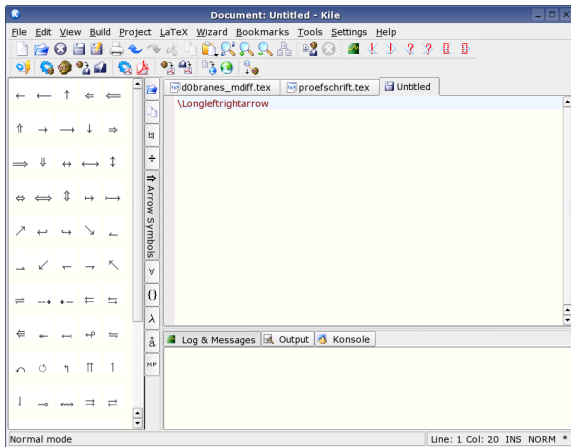 Document: Untitled - Kile
File Edit View Build Project LaTeX Wizard Bookmarks Tools Settings Help
d0branes_mdiff.tex proefschrift.tex Untitled
\Longleftrightarrow
Arrow Symbols
Log & Messages Output Konsole
MP
Normal mode Line: 1 Col: 20 INS NORM *